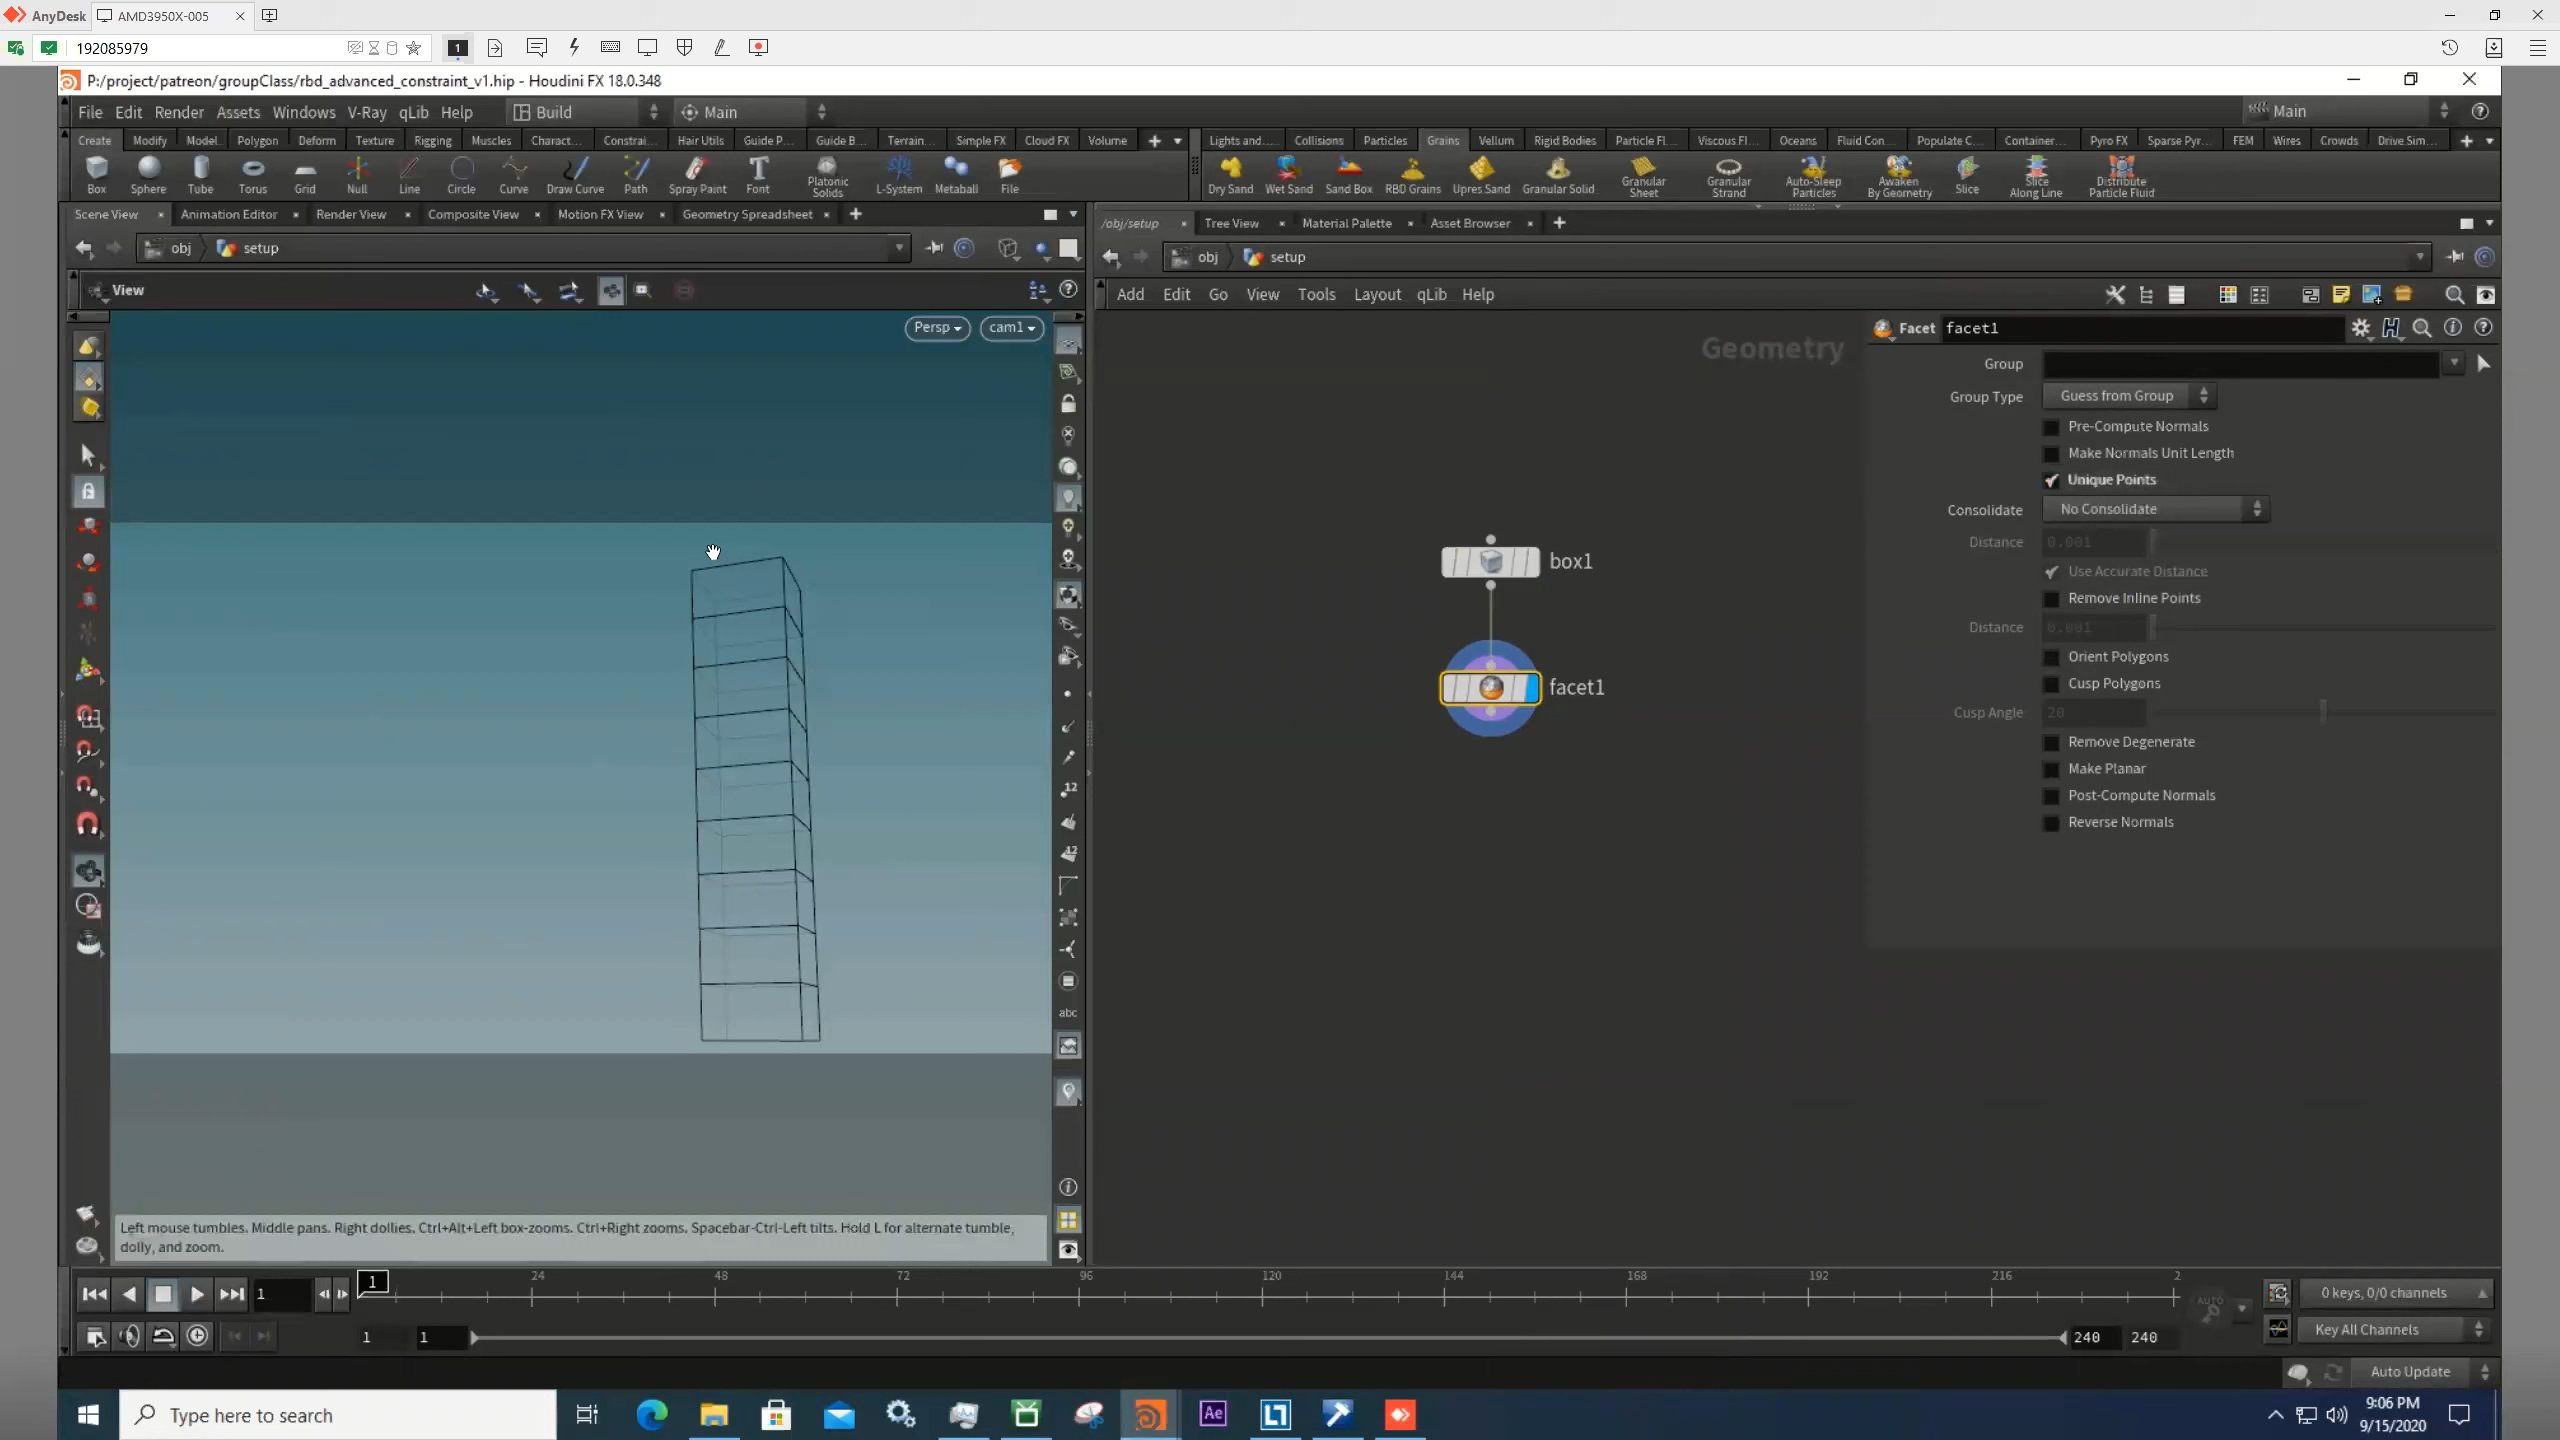 AnyDesk
AMD3950X-005
192085979
1
P:/project/patreon/groupClass/rbd_advanced_constraint_v1.hip - Houdini FX 18.0.348
File Edit Render Assets Windows V-Ray qLib Help
Build
Main
Main
Create Modify Model... Polygon Deform Texture Rigging Muscles Charact... Constrai... Hair Utils Guide P... Guide B... Terrain... Simple FX Cloud FX Volume
Lights and... Collisions Particles Grains Vellum Rigid Bodies Particle Fl... Viscous Fl... Oceans Fluid Con... Populate C... Container... Pyro FX Sparse Pyr... FEM Wires Crowds Drive Sim...
Box Sphere Tube Torus Grid Null Line Circle Curve Draw Curve Path Spray Paint Font Platonic Solids L-System Metaball File
Dry Sand Wet Sand Sand Box RBD Grains Upres Sand Granular Solid Granular Sheet Granular Strand Auto-Sleep Particles Awaken By Geometry Slice Slice Along Line Distribute Particle Fluid
Scene View Animation Editor Render View Composite View Motion FX View Geometry Spreadsheet
/obj/setup Tree View Material Palette Asset Browser
obj setup
obj setup
View
Add Edit Go View Tools Layout qLib Help
Persp
cam1
Geometry
box1
facet1
Facet facet1
Group
Group Type Guess from Group
Pre-Compute Normals
Make Normals Unit Length
Unique Points
Consolidate No Consolidate
Distance 0.001
Use Accurate Distance
Remove Inline Points
Distance 0.001
Orient Polygons
Cusp Polygons
Cusp Angle 20
Remove Degenerate
Make Planar
Post-Compute Normals
Reverse Normals
12
12
abc
Left mouse tumbles. Middle pans. Right dollies. Ctrl+Alt+Left box-zooms. Ctrl+Right zooms. Spacebar-Ctrl-Left tilts. Hold L for alternate tumble,
dolly, and zoom.
1
1 24 48 72 96 120 144 168 192 216 2
AUTO
0 keys, 0/0 channels
1 1 240 240
Key All Channels
Auto Update
Type here to search
Ae
9:06 PM
9/15/2020